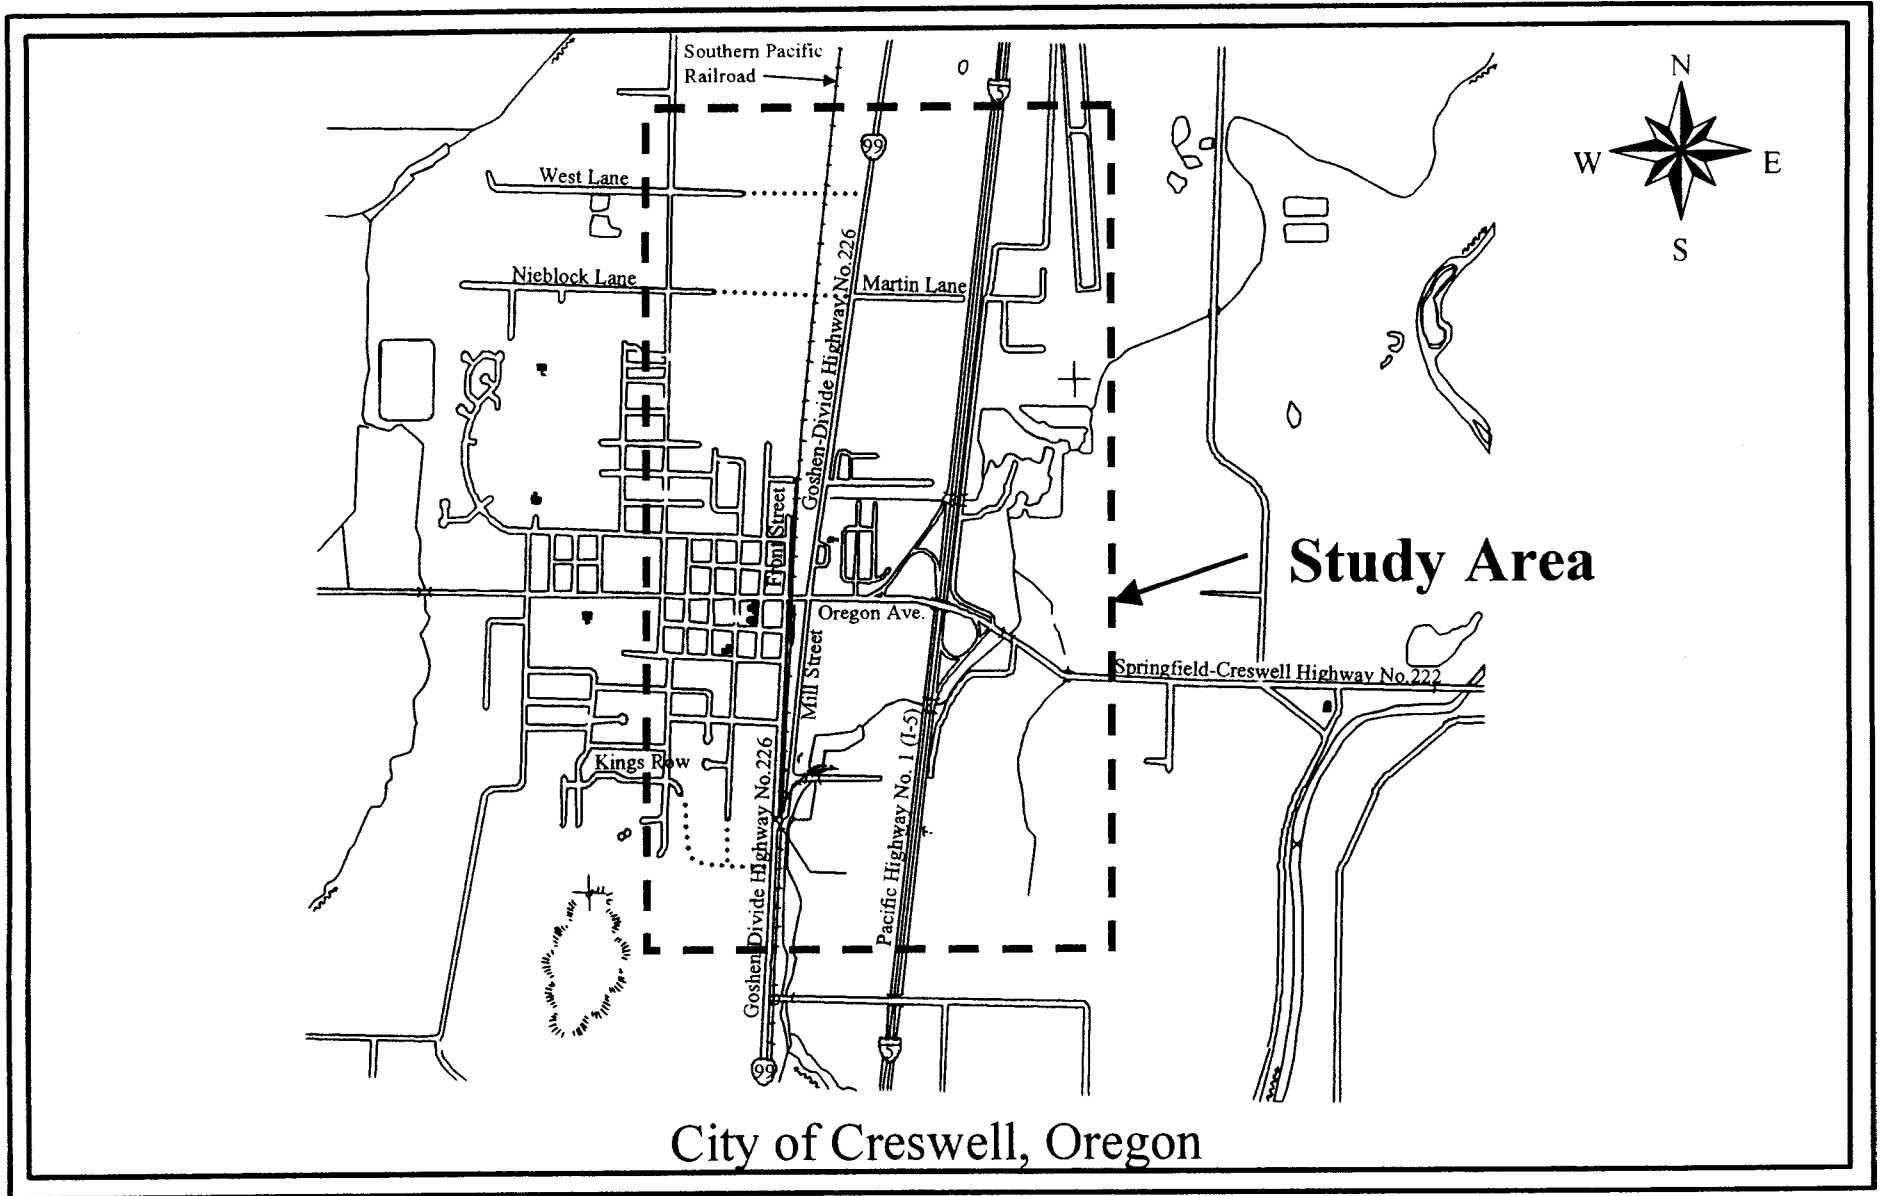 Southern Pacific
Railroad
5
N
99
W
E
West Lane
S
Goshen-Divide Highway No.226
Nieblock Lane
Martin Lane
Front Street
Study Area
Oregon Ave.
Mill Street
Springfield-Creswell Highway No.222
Pacific Highway No. 1 (I-5)
Kings Row
Goshen-Divide Highway No.226
5
99
City of Creswell, Oregon